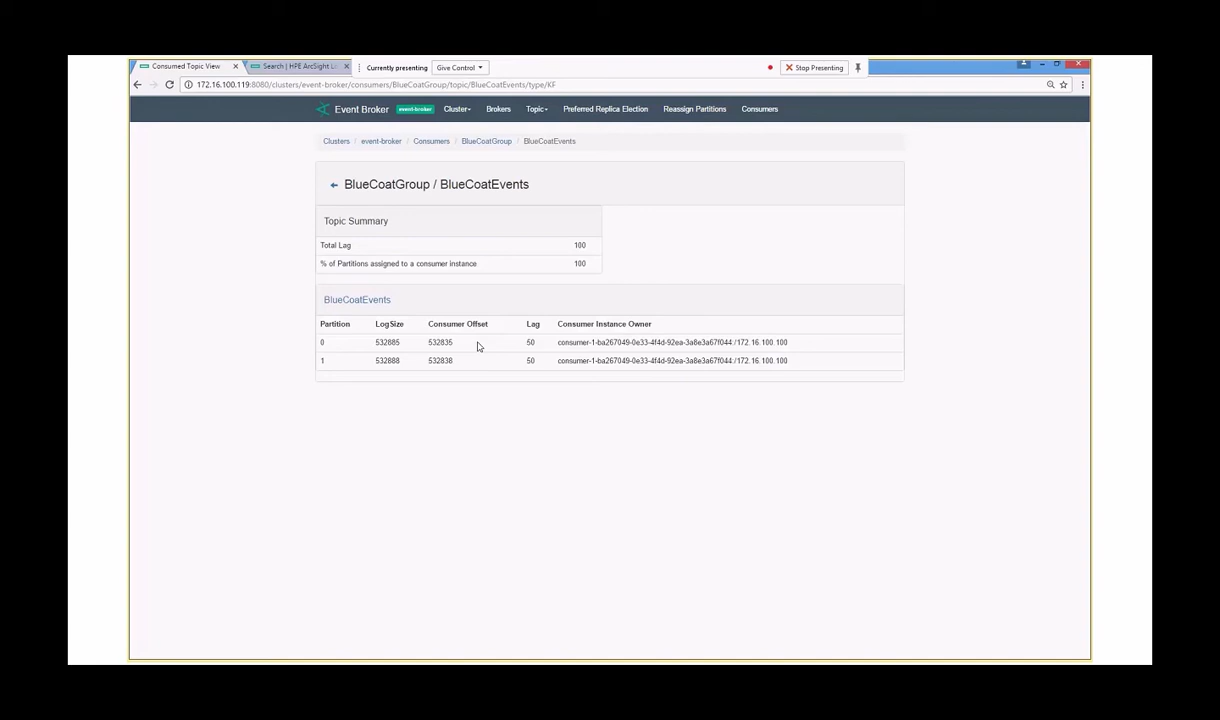 Consumed Topic View
Search | HPE ArcSight L
Currently presenting
Give Control
Stop Presenting
172.16.100.119:8080/clusters/event-broker/consumers/BlueCoatGroup/topic/BlueCoatEvents/type/KF
Event Broker event-broker Cluster Brokers Topic Preferred Replica Election Reassign Partitions Consumers
Clusters / event-broker / Consumers / BlueCoatGroup / BlueCoatEvents
BlueCoatGroup / BlueCoatEvents
Topic Summary
Total Lag 100
% of Partitions assigned to a consumer instance 100
BlueCoatEvents
Partition LogSize Consumer Offset Lag Consumer Instance Owner
0 532885 532835 50 consumer-1-ba267049-0e33-4f4d-92ea-3a8e3a67f044:/172.16.100.100
1 532888 532838 50 consumer-1-ba267049-0e33-4f4d-92ea-3a8e3a67f044:/172.16.100.100